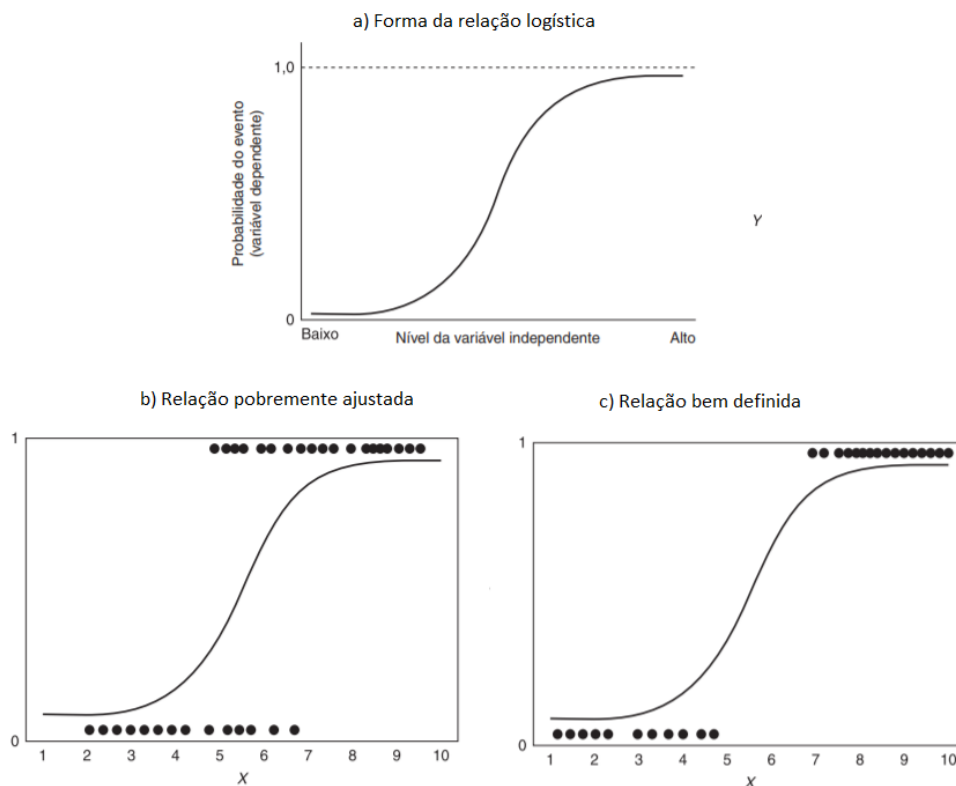 a) Forma da relação logística
1,0
Probabilidade do evento
(variável dependente)
Y
0
Baixo
Nível da variável independente
Alto
b) Relação pobremente ajustada
1
0
1 2 3 4 5 6 7 8 9 10
X
c) Relação bem definida
1
0
1 2 3 4 5 6 7 8 9 10
X